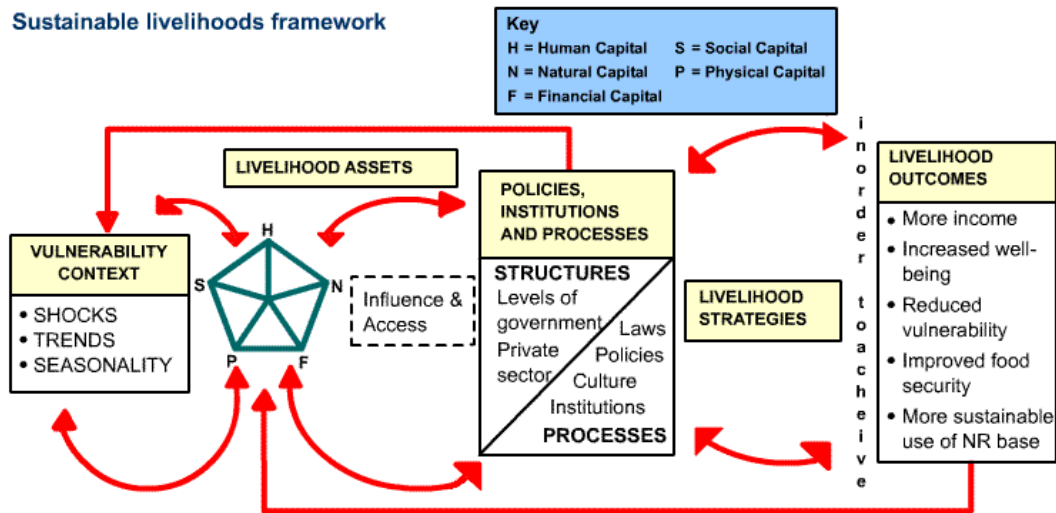 Sustainable livelihoods framework
Key
H = Human Capital S = Social Capital
N = Natural Capital P = Physical Capital
F = Financial Capital
LIVELIHOOD ASSETS
VULNERABILITY
CONTEXT
• SHOCKS
• TRENDS
• SEASONALITY
H
S
N
P
F
Influence &
Access
POLICIES,
INSTITUTIONS
AND PROCESSES
STRUCTURES
Levels of
government
Private
sector
Laws
Policies
Culture
Institutions
PROCESSES
LIVELIHOOD
STRATEGIES
inorder toacheive
LIVELIHOOD
OUTCOMES
• More income
• Increased well-
being
• Reduced
vulnerability
• Improved food
security
• More sustainable
use of NR base